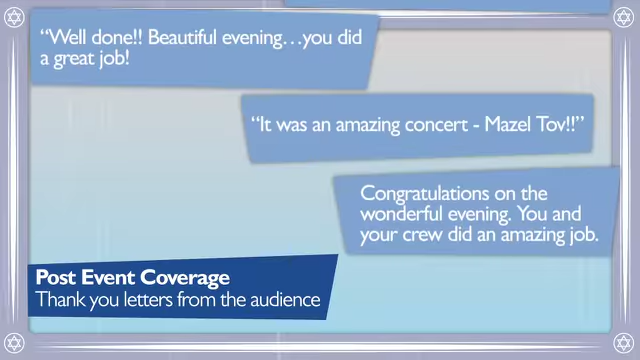 “Well done!! Beautiful evening…you did
a great job!
“It was an amazing concert - Mazel Tov!!”
Congratulations on the
wonderful evening. You and
your crew did an amazing job.
Post Event Coverage
Thank you letters from the audience